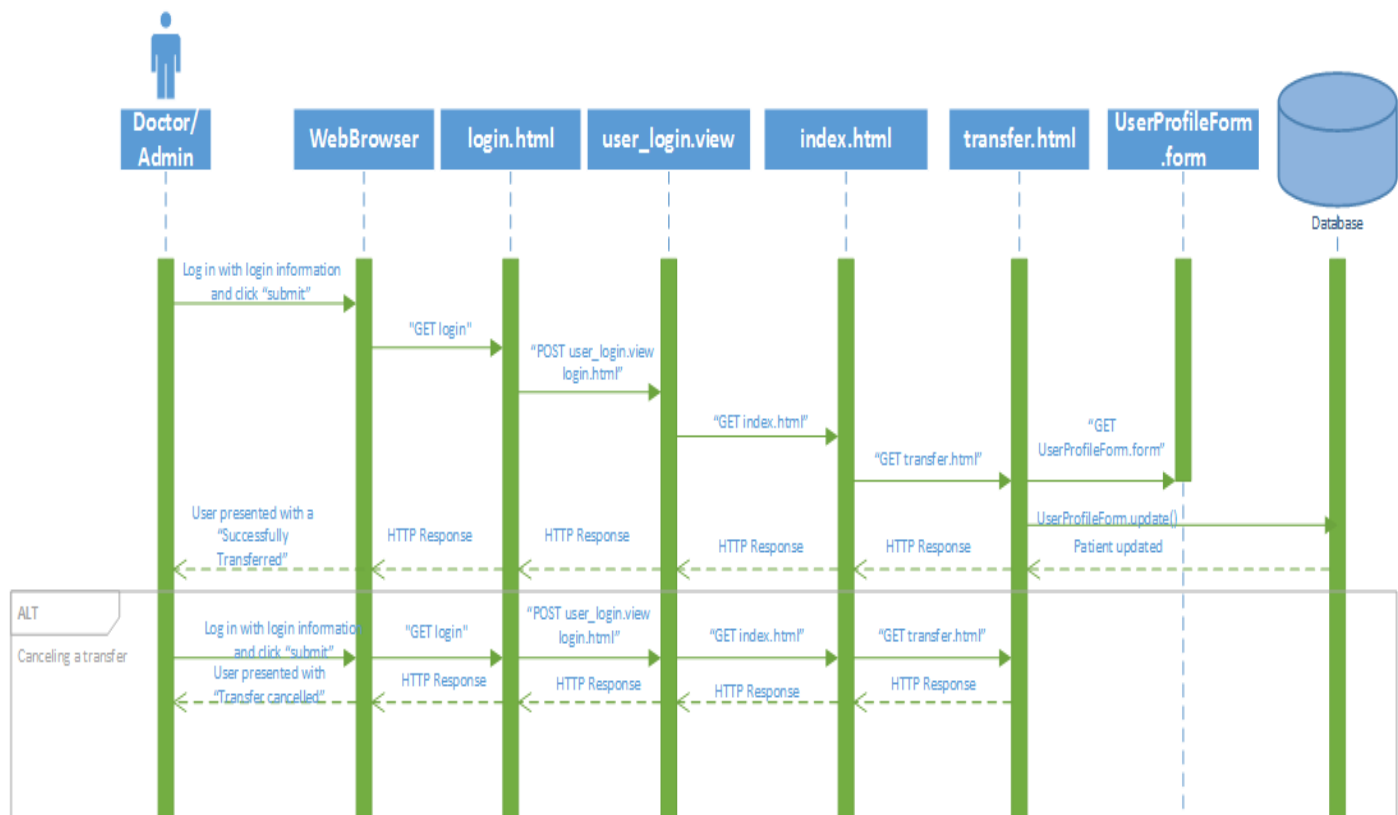 Doctor/
Admin
WebBrowser
login.html
user_login.view
index.html
transfer.html
UserProfileForm
.form
Database
Log in with login information
and click “submit”
"GET login"
“POST user_login.view
login.html”
“GET index.html”
“GET transfer.html”
“GET
UserProfileForm.form”
UserProfileForm.update()
Patient updated
HTTP Response
HTTP Response
HTTP Response
HTTP Response
User presented with a
“Successfully
Transferred”
ALT
Canceling a transfer
Log in with login information
and click “submit”
"GET login"
“POST user_login.view
login.html”
“GET index.html”
“GET transfer.html”
User presented with
“Transfer cancelled”
HTTP Response
HTTP Response
HTTP Response
HTTP Response